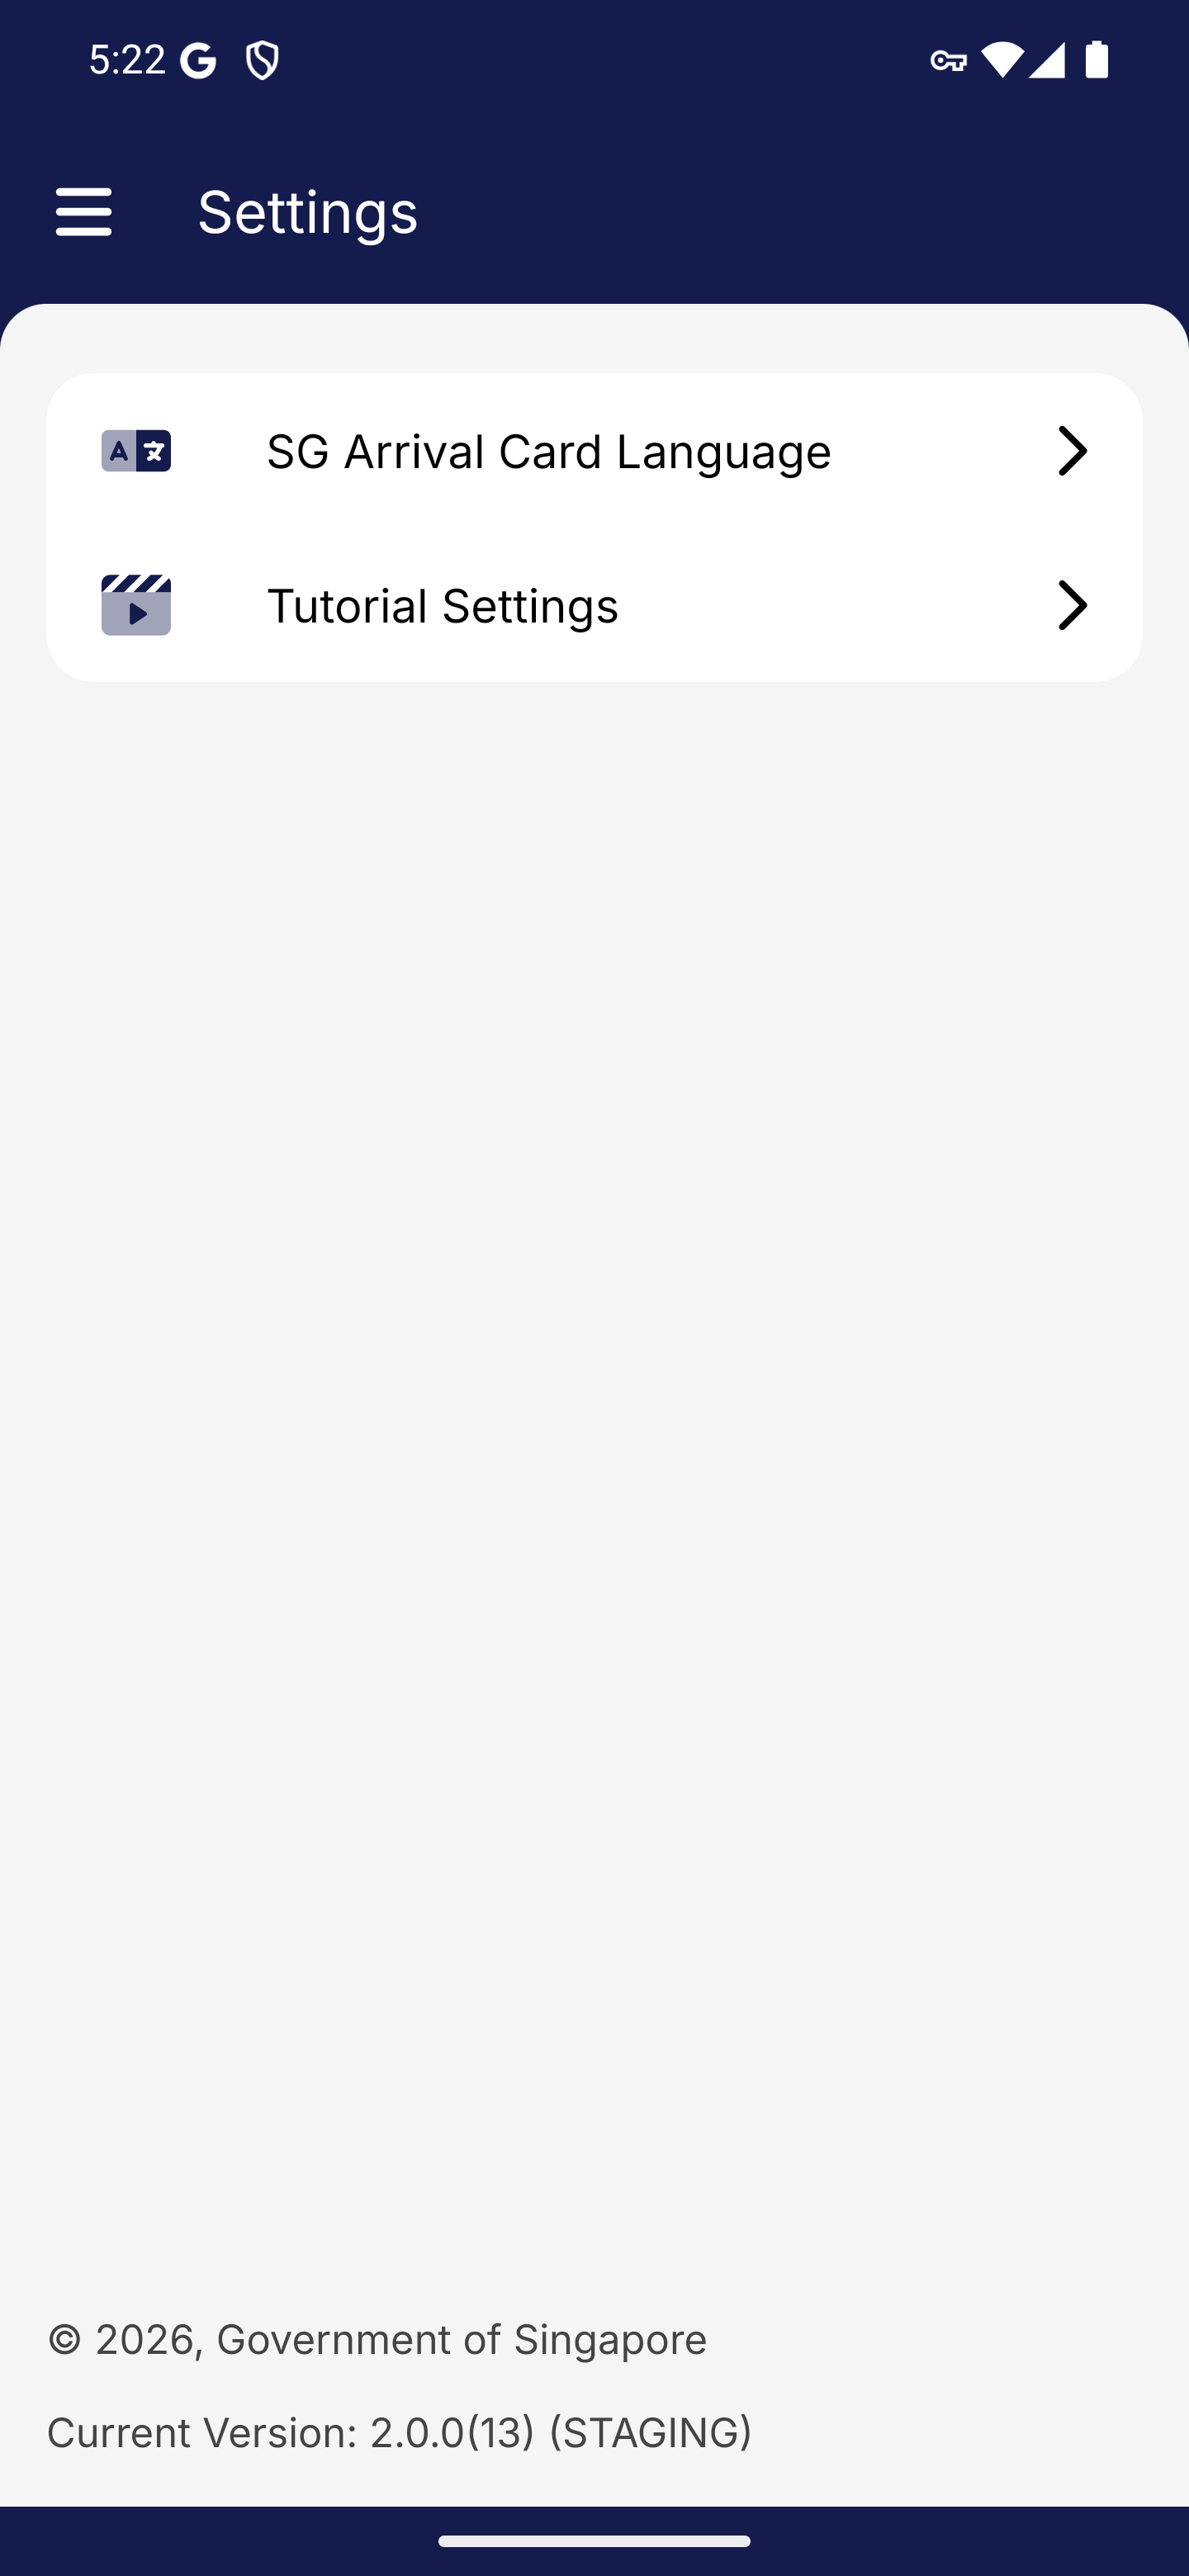 5:22
Settings
SG Arrival Card Language
Tutorial Settings
© 2026, Government of Singapore
Current Version: 2.0.0(13) (STAGING)